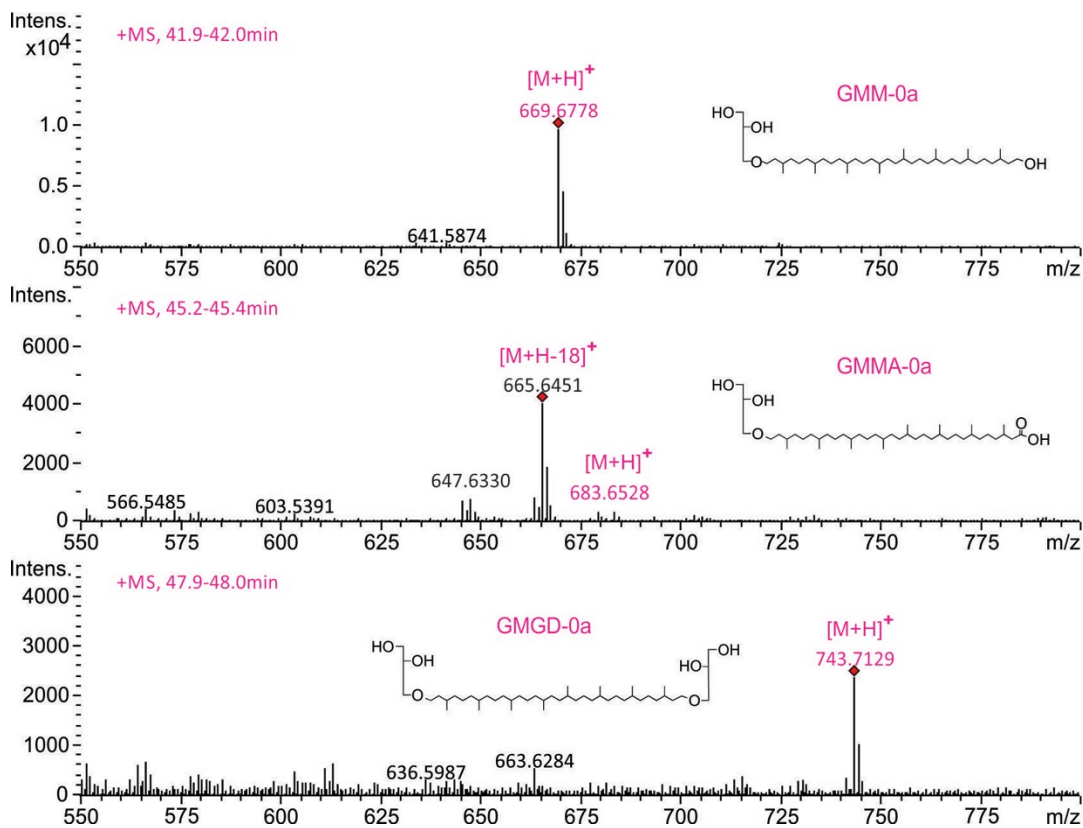 Intens.
x10⁴
+MS, 41.9-42.0min
[M+H]⁺
669.6778
GMM-0a
HO
OH
O
OH
1.0
0.5
0.0
641.5874
550 575 600 625 650 675 700 725 750 775 m/z
Intens.
+MS, 45.2-45.4min
6000
4000
2000
0
[M+H-18]⁺
665.6451
GMMA-0a
HO
OH
O
O
OH
[M+H]⁺
683.6528
647.6330
566.5485
603.5391
550 575 600 625 650 675 700 725 750 775 m/z
Intens.
+MS, 47.9-48.0min
4000
3000
2000
1000
0
GMGD-0a
HO
OH
O
OH
HO
O
[M+H]⁺
743.7129
636.5987
663.6284
550 575 600 625 650 675 700 725 750 775 m/z